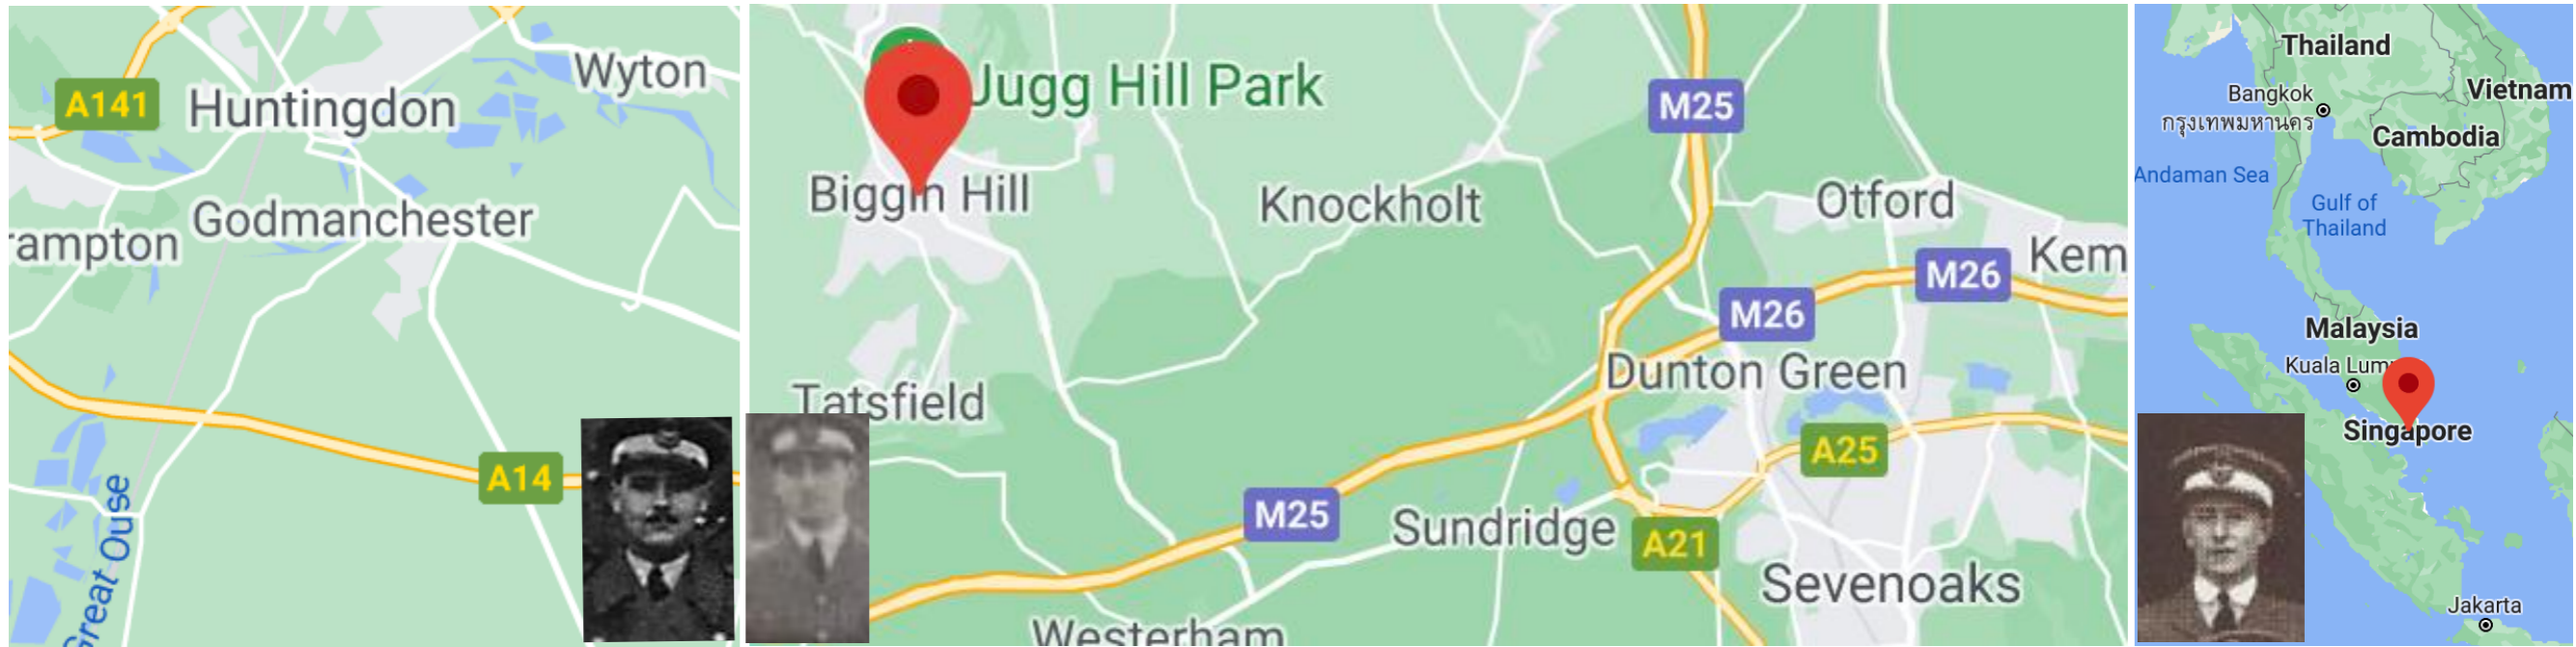 Wyton
A141
Huntingdon
Godmanchester
rampton
A14
Great Ouse
Jugg Hill Park
M25
Biggin Hill
Knockholt
Otford
M26
Kem
M26
Dunton Green
Tatsfield
A25
M25
Sundridge
A21
Sevenoaks
Westerham
Thailand
Vietnam
Bangkok
กรุงเทพมหานคร
Cambodia
Andaman Sea
Gulf of
Thailand
Malaysia
Kuala Lum
Singapore
Jakarta